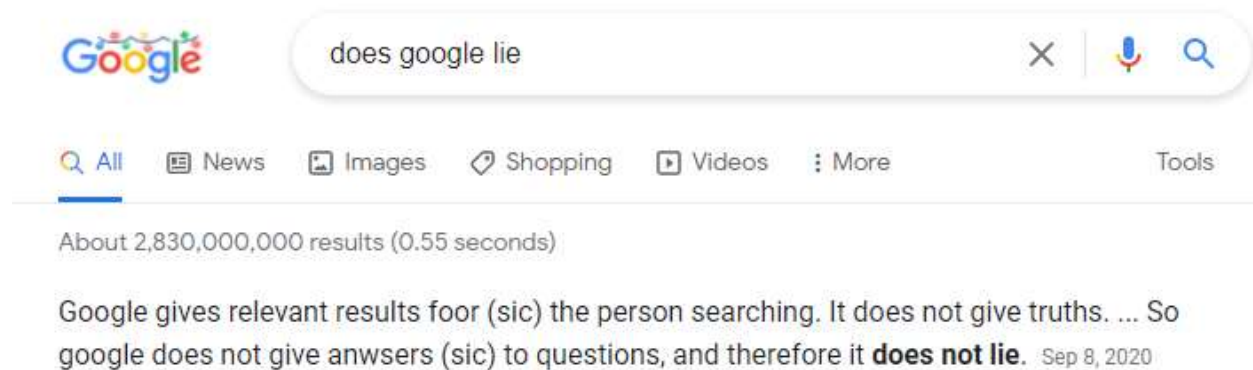 Google does google lie
All News Images Shopping Videos More Tools
About 2,830,000,000 results (0.55 seconds)
Google gives relevant results foor (sic) the person searching. It does not give truths. ... So
google does not give anwsers (sic) to questions, and therefore it does not lie. Sep 8, 2020